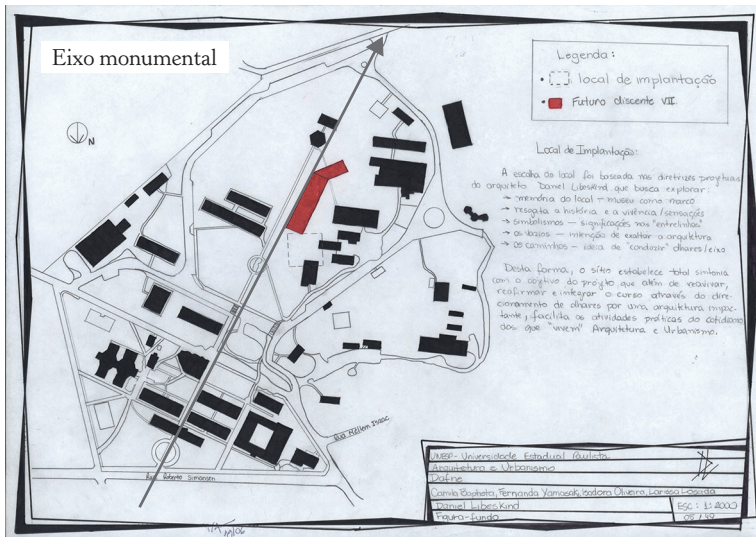 Eixo monumental
N
Legenda:
local de implantação
Futuro discente VII.
Local de Implantação:
A escolha do local foi baseada nas diretrizes projetuais
do arquiteto Daniel Libeskind que busca explorar:
→ memória do local – museu como marco
→ resgata a história e a vivência/sensações
→ simbolismos – significação nas "entrelinhas"
→ os vazios – intenção de exaltar a arquitetura
→ os caminhos – ideia de "conduzir" olhares/eixo
Desta forma, o sítio estabelece total sintonia
com o objetivo do projeto que além de reavivar,
reafirmar e integrar o curso através do dire-
cionamento de olhares por uma arquitetura impac-
tante, facilita as atividades práticas do cotidiano
dos que "vivem" Arquitetura e Urbanismo.
Rua Roberto Simonsen
UNESP - Universidade Estadual Paulista
Arquitetura e Urbanismo
Dafne
Camila Baptista, Fernanda Yamasaki, Isadora Oliveira, Larissa
Daniel Libeskind
ESC: 1:2000
Figura-fundo